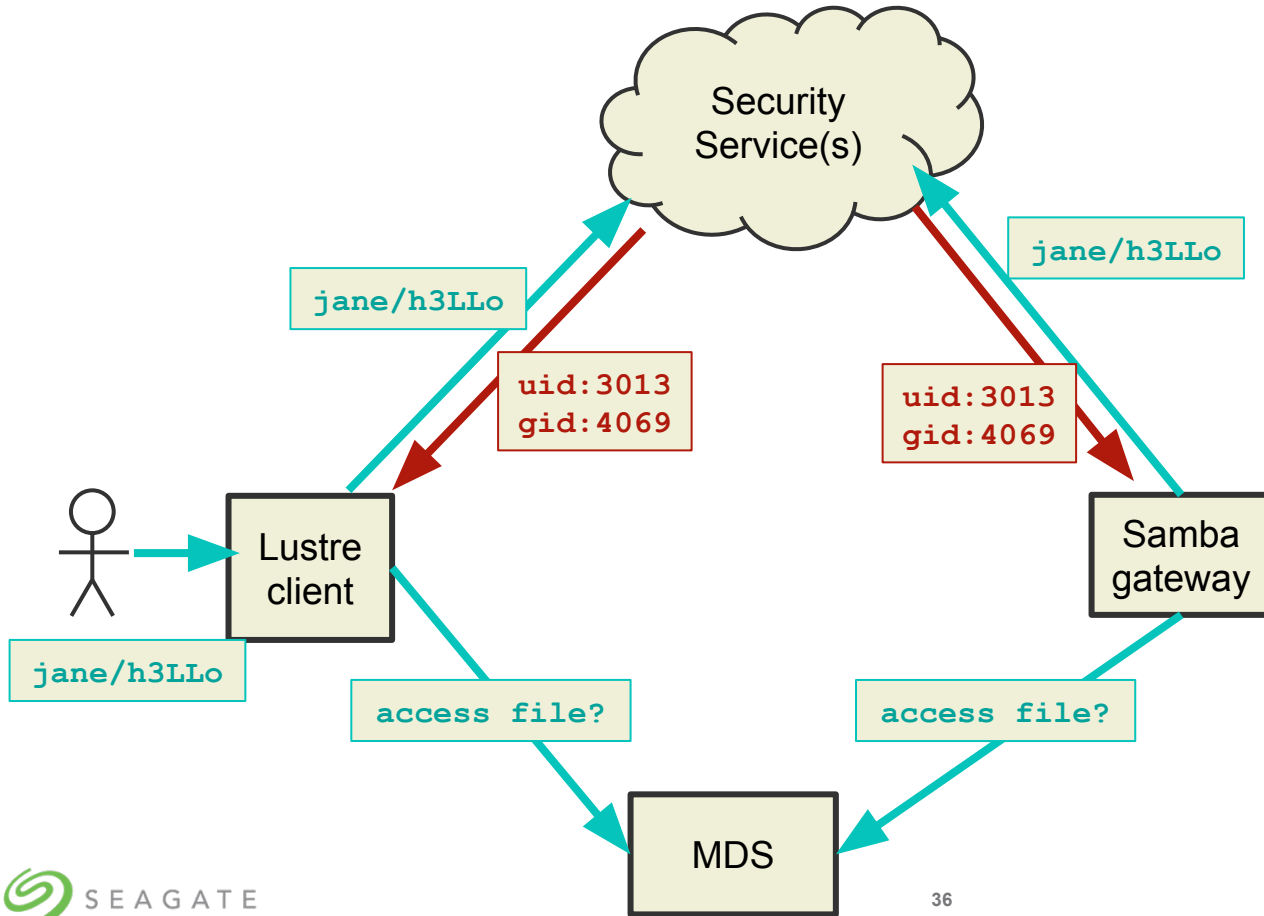 Security
Service(s)
jane/h3LLo
jane/h3LLo
uid:3013
gid:4069
uid:3013
gid:4069
Lustre
client
Samba
gateway
jane/h3LLo
access file?
access file?
MDS
SEAGATE
36